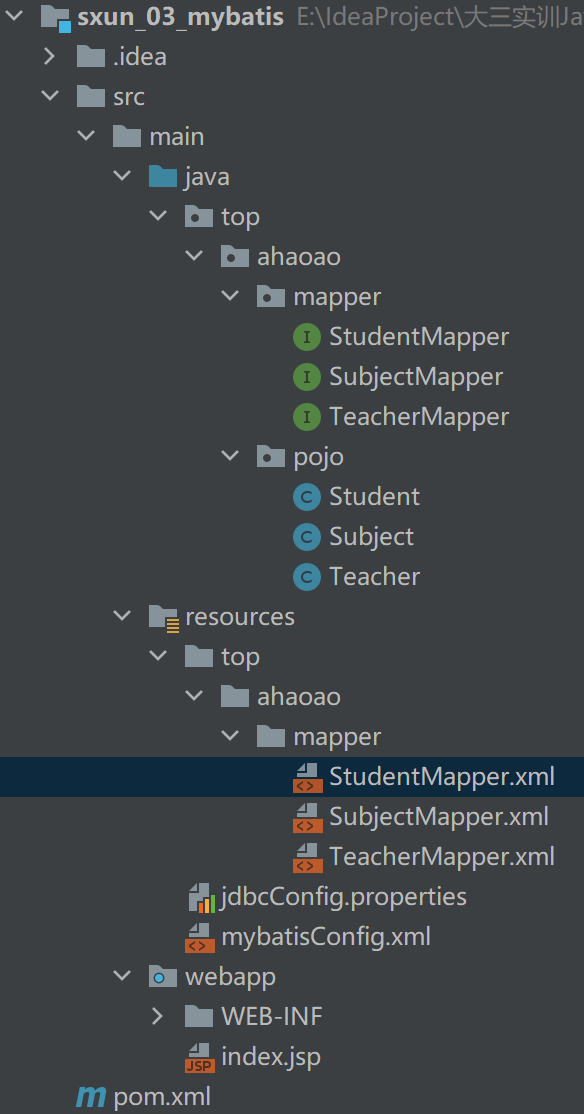 sxun_03_mybatis E:\IdeaProject\大三实训Ja
.idea
src
main
java
top
ahaoao
mapper
I StudentMapper
I SubjectMapper
I TeacherMapper
pojo
C Student
C Subject
C Teacher
resources
top
ahaoao
mapper
<> StudentMapper.xml
<> SubjectMapper.xml
<> TeacherMapper.xml
jdbcConfig.properties
<> mybatisConfig.xml
webapp
WEB-INF
JSP index.jsp
m pom.xml